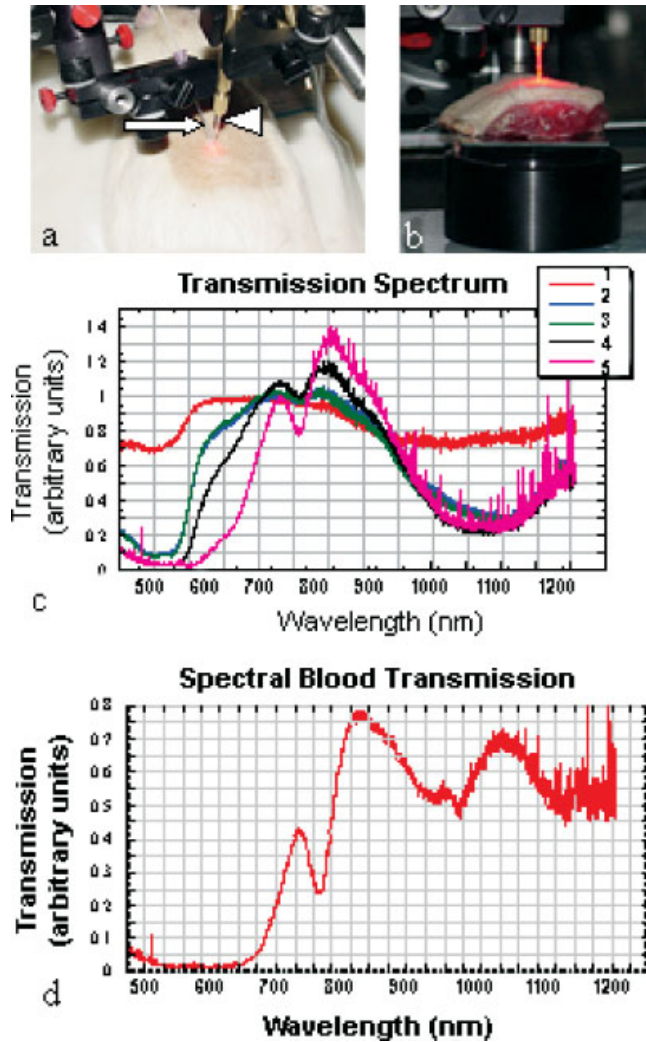 a
b
Transmission Spectrum
1
2
3
4
5
Transmission
(arbitrary units)
1 4
1 2
1
0 8
0 6
0 4
0 2
0
500 600 700 800 900 1000 1100 1200
c
Wavelength (nm)
Spectral Blood Transmission
Transmission
(arbitrary units)
0 8
0 7
0 6
0 5
0 4
0 3
0 2
0 1
0
500 600 700 800 900 1000 1100 1200
d
Wavelength (nm)